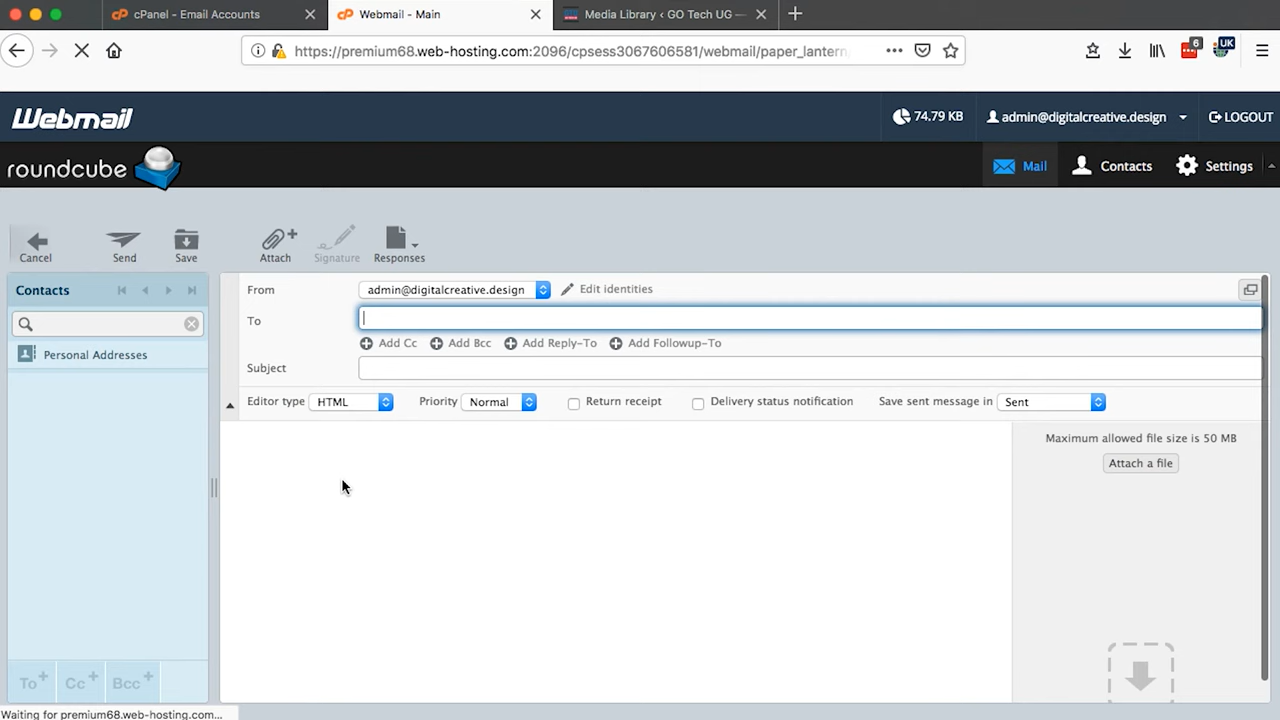 cPanel - Email Accounts
Webmail - Main
Media Library ‹ GO Tech UG —
https://premium68.web-hosting.com:2096/cpsess3067606581/webmail/paper_lantern
6
UK
Webmail
74.79 KB
admin@digitalcreative.design
LOGOUT
roundcube
Mail
Contacts
Settings
Cancel
Send
Save
Attach
Signature
Responses
Contacts
From
admin@digitalcreative.design
Edit identities
To
Add Cc
Add Bcc
Add Reply-To
Add Followup-To
Personal Addresses
Subject
Editor type
HTML
Priority
Normal
Return receipt
Delivery status notification
Save sent message in
Sent
Maximum allowed file size is 50 MB
Attach a file
To+
Cc+
Bcc+
Waiting for premium68.web-hosting.com...